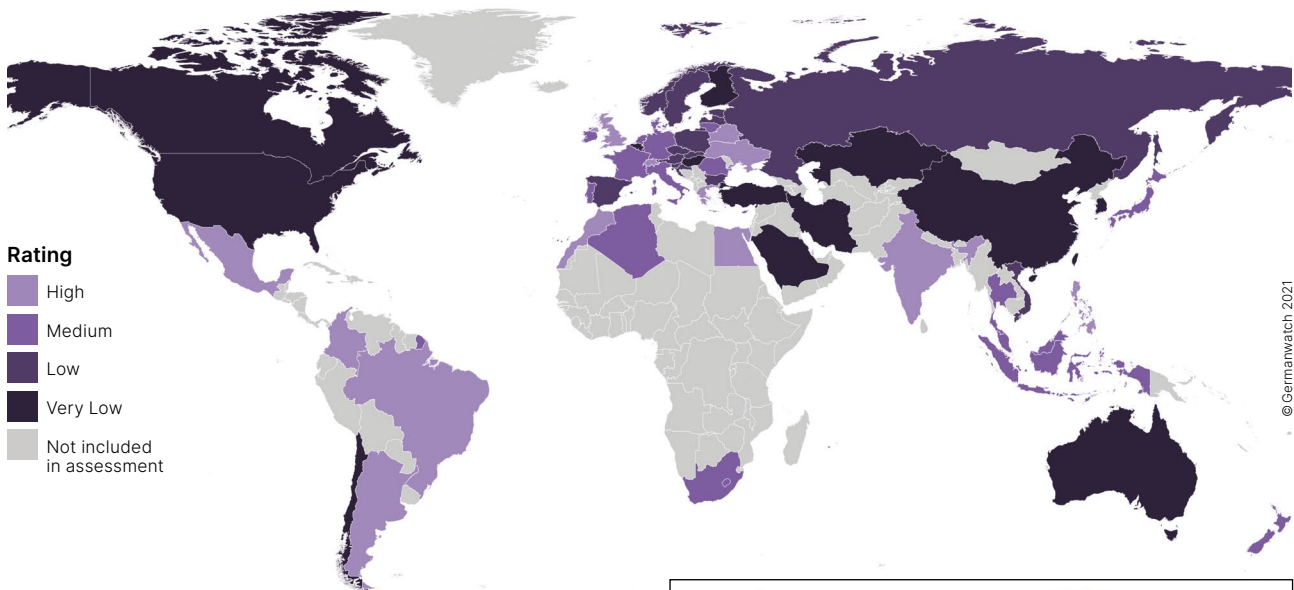 Rating
High
Medium
Low
Very Low
Not included
in assessment
© Germanwatch 2021